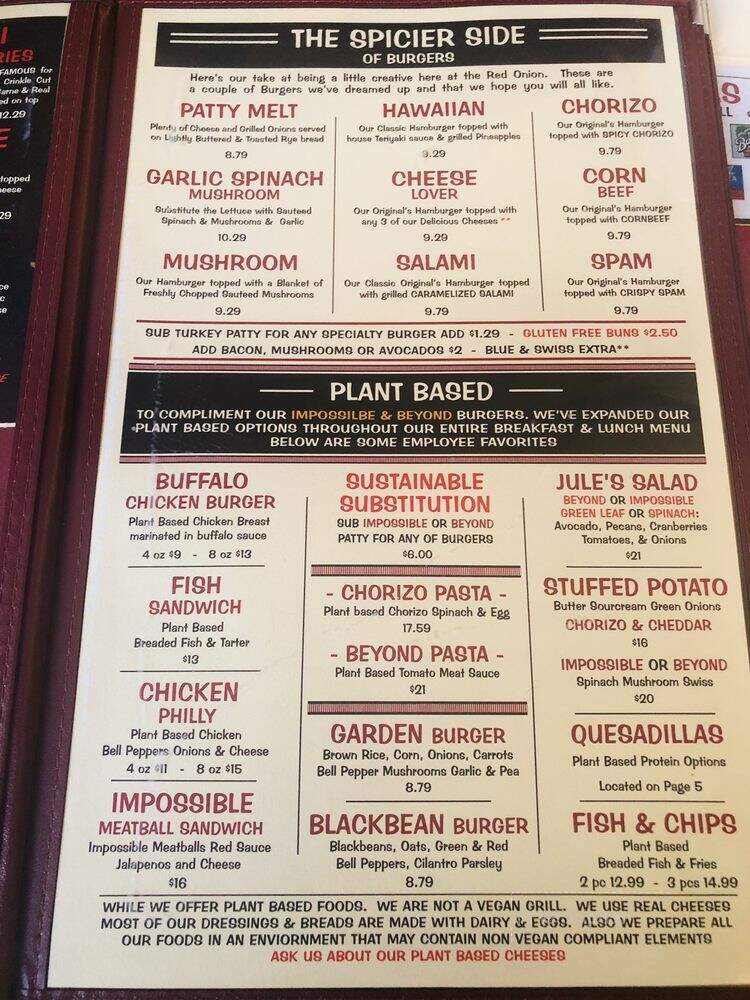 I
RIES
FAMOUS for
Crinkle Cut
ame & Real
ed on top
12.29
E
topped
heese
29
ce
c
se
E
THE SPICIER SIDE
OF BURGERS
Here's our take at being a little creative here at the Red Onion. These are
a couple of Burgers we've dreamed up and that we hope you will all like.
PATTY MELT
Plenty of Cheese and Grilled Onions served
on Lightly Buttered & Toasted Rye bread
8.79
HAWAIIAN
Our Classic Hamburger topped with
house Teriyaki sauce & grilled Pineapples
9.29
CHORIZO
Our Original's Hamburger
topped with SPICY CHORIZO
9.79
GARLIC SPINACH
MUSHROOM
Substitute the Lettuce with Sauteed
Spinach & Mushrooms & Garlic
10.29
CHEESE
LOVER
Our Original's Hamburger topped with
any 3 of our Delicious Cheeses **
9.29
CORN
BEEF
Our Original's Hamburger
topped with CORNBEEF
9.79
MUSHROOM
Our Hamburger topped with a Blanket of
Freshly Chopped Sauteed Mushrooms
9.29
SALAMI
Our Classic Original's Hamburger topped
with grilled CARAMELIZED SALAMI
9.79
SPAM
Our Original's Hamburger
topped with CRISPY SPAM
9.79
SUB TURKEY PATTY FOR ANY SPECIALTY BURGER ADD $1.29 - GLUTEN FREE BUNS $2.50
ADD BACON, MUSHROOMS OR AVOCADOS $2 - BLUE & SWISS EXTRA**
PLANT BASED
TO COMPLIMENT OUR IMPOSSILBE & BEYOND BURGERS. WE'VE EXPANDED OUR
PLANT BASED OPTIONS THROUGHOUT OUR ENTIRE BREAKFAST & LUNCH MENU
BELOW ARE SOME EMPLOYEE FAVORITES
BUFFALO
CHICKEN BURGER
Plant Based Chicken Breast
marinated in buffalo sauce
4 oz $9 - 8 oz $13
FISH
SANDWICH
Plant Based
Breaded Fish & Tarter
$13
CHICKEN
PHILLY
Plant Based Chicken
Bell Peppers Onions & Cheese
4 oz $11 - 8 oz $15
IMPOSSIBLE
MEATBALL SANDWICH
Impossible Meatballs Red Sauce
Jalapenos and Cheese
$16
SUSTAINABLE
SUBSTITUTION
SUB IMPOSSIBLE OR BEYOND
PATTY FOR ANY OF BURGERS
$6.00
- CHORIZO PASTA -
Plant based Chorizo Spinach & Egg
17.59
- BEYOND PASTA -
Plant Based Tomato Meat Sauce
$21
GARDEN BURGER
Brown Rice, Corn, Onions, Carrots
Bell Pepper Mushrooms Garlic & Pea
8.79
BLACKBEAN BURGER
Blackbeans, Oats, Green & Red
Bell Peppers, Cilantro Parsley
8.79
JULE'S SALAD
BEYOND OR IMPOSSIBLE
GREEN LEAF OR SPINACH:
Avocado, Pecans, Cranberries
Tomatoes, & Onions
$21
STUFFED POTATO
Butter Sourcream Green Onions
CHORIZO & CHEDDAR
$16
IMPOSSIBLE OR BEYOND
Spinach Mushroom Swiss
$20
QUESADILLAS
Plant Based Protein Options
Located on Page 5
FISH & CHIPS
Plant Based
Breaded Fish & Fries
2 pc 12.99 - 3 pcs 14.99
WHILE WE OFFER PLANT BASED FOODS. WE ARE NOT A VEGAN GRILL. WE USE REAL CHEESES
MOST OF OUR DRESSINGS & BREADS ARE MADE WITH DAIRY & EGGS. ALSO WE PREPARE ALL
OUR FOODS IN AN ENVIORNMENT THAT MAY CONTAIN NON VEGAN COMPLIANT ELEMENTS
ASK US ABOUT OUR PLANT BASED CHEESES
S
LL